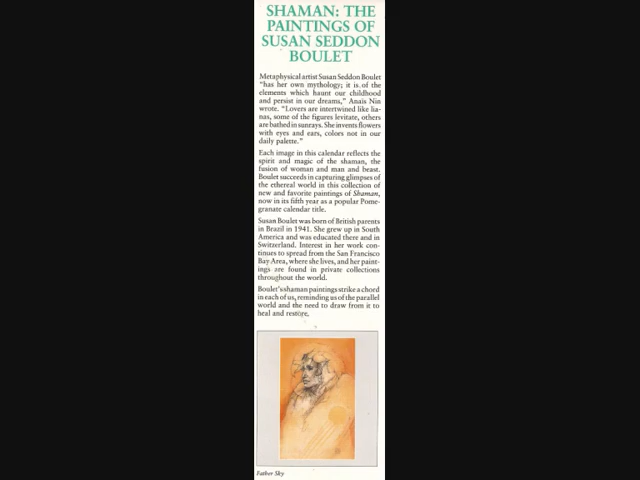 SHAMAN: THE
PAINTINGS OF
SUSAN SEDDON
BOULET
Metaphysical artist Susan Seddon Boulet
"has her own mythology; it is of the
elements which haunt our childhood
and persist in our dreams," Anais Nin
wrote. "Lovers are intertwined like lia-
nas, some of the figures levitate, others
are bathed in sunrays. She invents flowers
with eyes and ears, colors not in our
daily palette."
Each image in this calendar reflects the
spirit and magic of the shaman, the
fusion of woman and man and beast.
Boulet succeeds in capturing glimpses of
the ethereal world in this collection of
new and favorite paintings of Shaman,
now in its fifth year as a popular Pome-
granate calendar title.
Susan Boulet was born of British parents
in Brazil in 1941. She grew up in South
America and was educated there and in
Switzerland. Interest in her work con-
tinues to spread from the San Francisco
Bay Area, where she lives, and her paint-
ings are found in private collections
throughout the world.
Boulet's shaman paintings strike a chord
in each of us, reminding us of the parallel
world and the need to draw from it to
heal and restore.
Father Sky